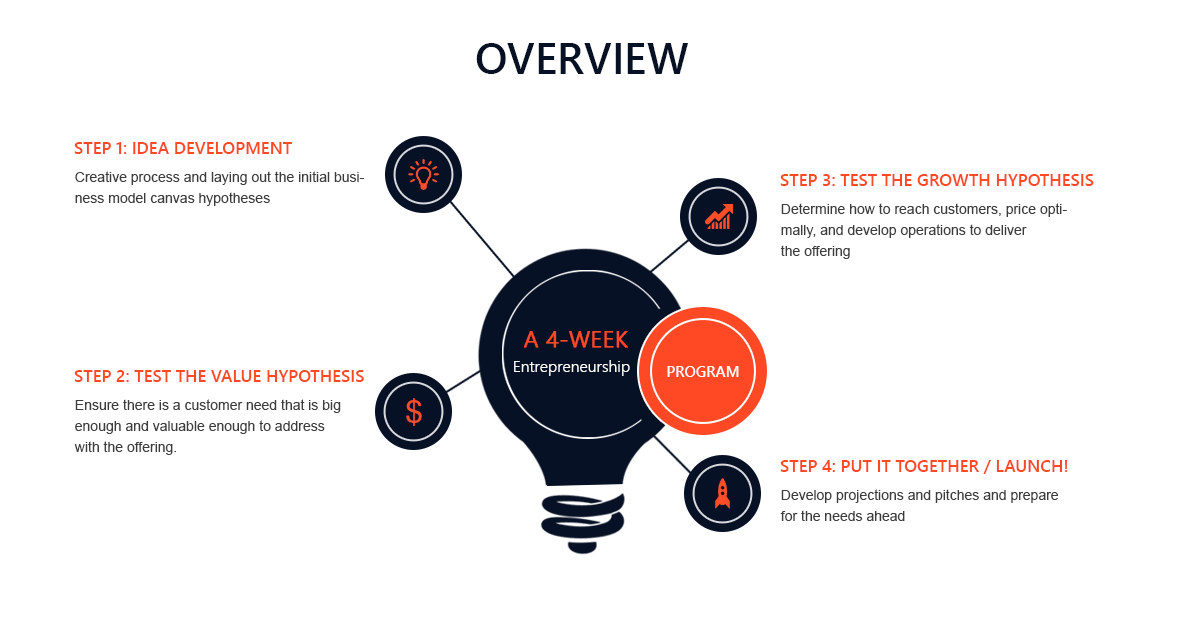 OVERVIEW
STEP 1: IDEA DEVELOPMENT
Creative process and laying out the initial busi-
ness model canvas hypotheses
STEP 2: TEST THE VALUE HYPOTHESIS
Ensure there is a customer need that is big
enough and valuable enough to address
with the offering.
$
A 4-WEEK
Entrepreneurship
PROGRAM
STEP 3: TEST THE GROWTH HYPOTHESIS
Determine how to reach customers, price opti-
mally, and develop operations to deliver
the offering
STEP 4: PUT IT TOGETHER / LAUNCH!
Develop projections and pitches and prepare
for the needs ahead